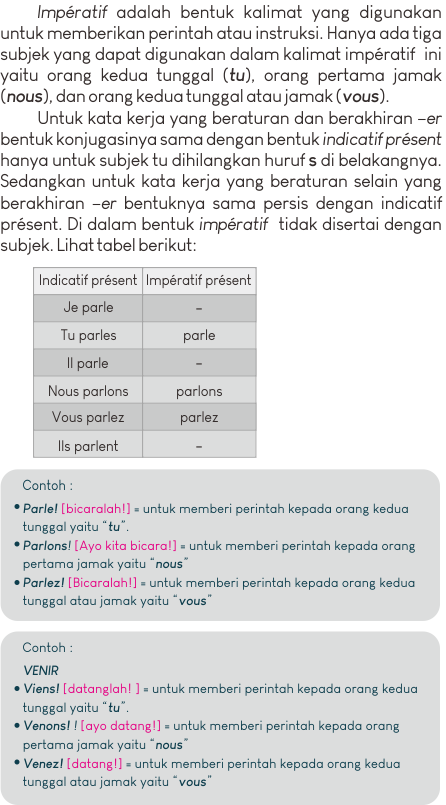 Impératif adalah bentuk kalimat yang digunakan
untuk memberikan perintah atau instruksi. Hanya ada tiga
subjek yang dapat digunakan dalam kalimat impératif ini
yaitu orang kedua tunggal (tu), orang pertama jamak
(nous), dan orang kedua tunggal atau jamak (vous).
Untuk kata kerja yang beraturan dan berakhiran –er
bentuk konjugasinya sama dengan bentuk indicatif présent
hanya untuk subjek tu dihilangkan huruf s di belakangnya.
Sedangkan untuk kata kerja yang beraturan selain yang
berakhiran –er bentuknya sama persis dengan indicatif
présent. Di dalam bentuk impératif tidak disertai dengan
subjek. Lihat tabel berikut:
Indicatif présent Impératif présent
Je parle –
Tu parles parle
Il parle –
Nous parlons parlons
Vous parlez parlez
Ils parlent –
Contoh :
• Parle! [bicaralah!] = untuk memberi perintah kepada orang kedua
tunggal yaitu “tu”.
• Parlons! [Ayo kita bicara!] = untuk memberi perintah kepada orang
pertama jamak yaitu “nous”
• Parlez! [Bicaralah!] = untuk memberi perintah kepada orang kedua
tunggal atau jamak yaitu “vous”
Contoh :
VENIR
• Viens! [datanglah! ] = untuk memberi perintah kepada orang kedua
tunggal yaitu “tu”.
• Venons! ! [ayo datang!] = untuk memberi perintah kepada orang
pertama jamak yaitu “nous”
• Venez! [datang!] = untuk memberi perintah kepada orang kedua
tunggal atau jamak yaitu “vous”